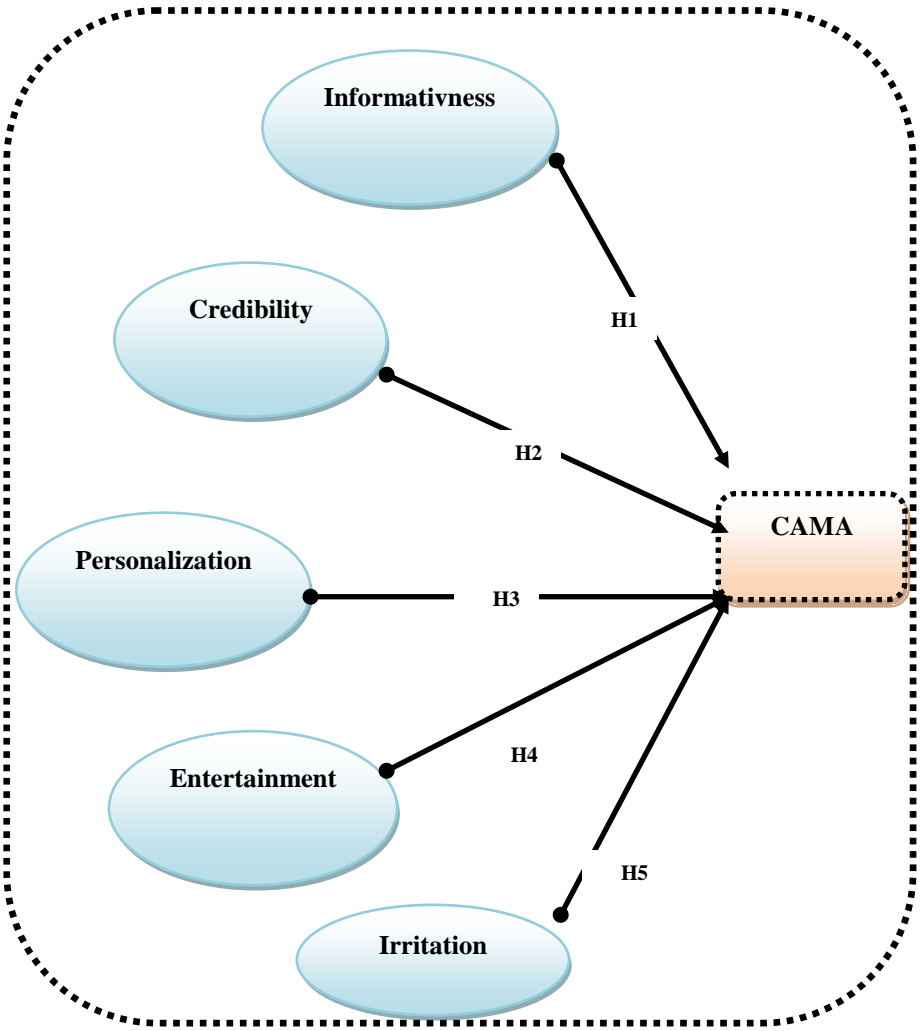 Informativness
H1
Credibility
H2
CAMA
Personalization
H3
Entertainment
H4
H5
Irritation